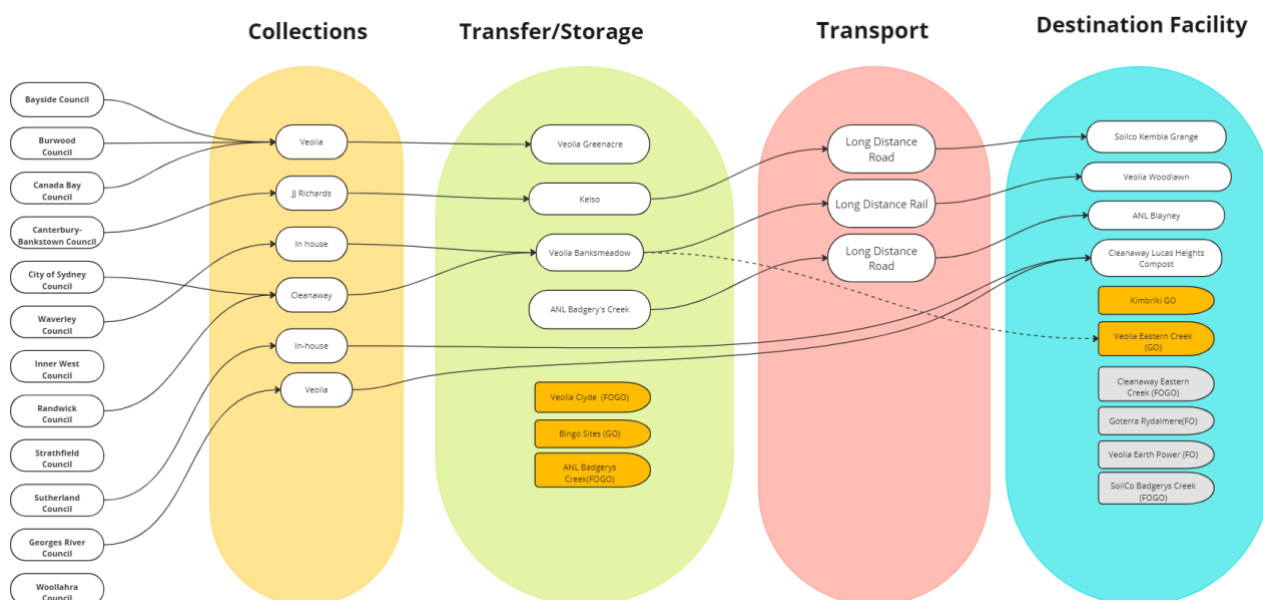 Collections
Transfer/Storage
Transport
Destination Facility
Bayside Council
Burwood
Council
Canada Bay
Council
Canterbury-
Bankstown Council
City of Sydney
Council
Waverley
Council
Inner West
Council
Randwick
Council
Strathfield
Council
Sutherland
Council
Georges River
Council
Woollahra
Council
Veolia
JJ Richards
In house
Cleanaway
In-house
Veolia
Veolia Greenacre
Kelso
Veolia Banksmeadow
ANL Badgery's Creek
Veolia Clyde (FOGO)
Bingo Sites (GO)
ANL Badgerys
Creek(FOGO)
Long Distance
Road
Long Distance Rail
Long Distance
Road
Soilco Kembla Grange
Veolia Woodlawn
ANL Blayney
Cleanaway Lucas Heights
Compost
Kimbriki GO
Veolia Eastern Creek
(GO)
Cleanaway Eastern
Creek (FOGO)
Goterra Rydalmere(FO)
Veolia Earth Power (FO)
SoilCo Badgerys Creek
(FOGO)